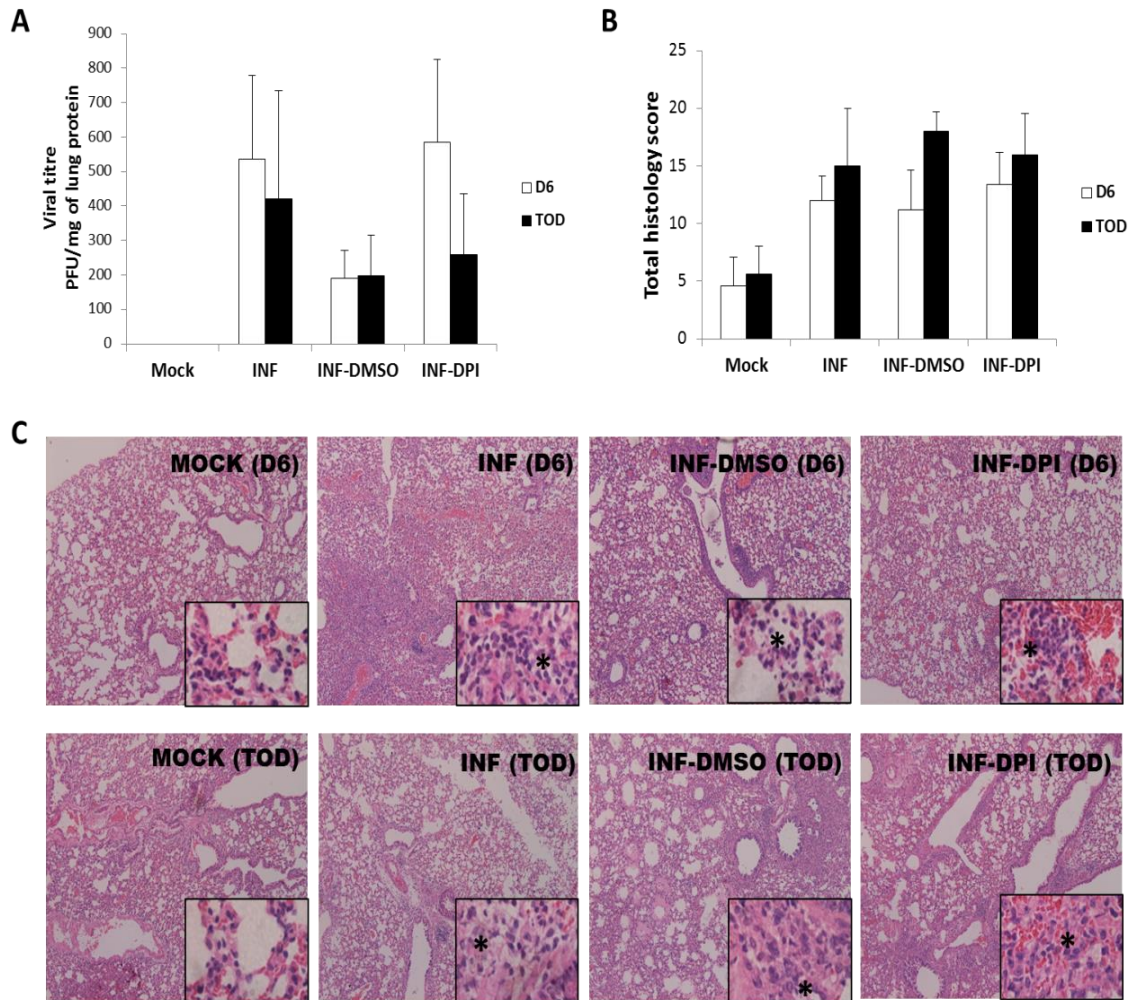 A
Viral titre
PFU/mg of lung protein
900
800
700
600
500
400
300
200
100
0
Mock
INF
INF-DMSO
INF-DPI
D6
TOD
B
Total histology score
25
20
15
10
5
0
Mock
INF
INF-DMSO
INF-DPI
D6
TOD
C
MOCK (D6)
INF (D6)
INF-DMSO (D6)
INF-DPI (D6)
*
*
*
MOCK (TOD)
INF (TOD)
INF-DMSO (TOD)
INF-DPI (TOD)
*
*
*